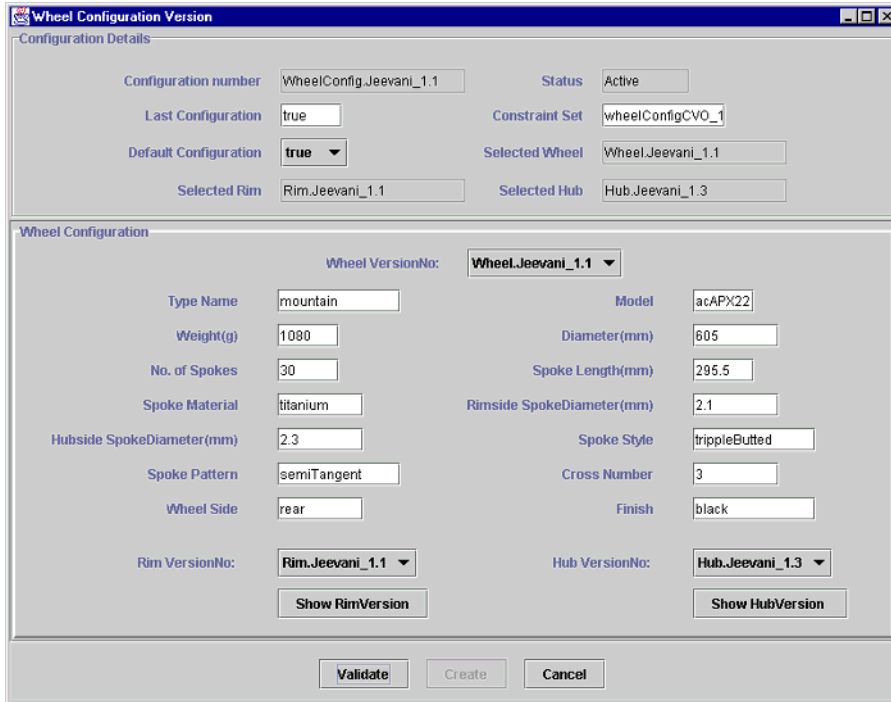 Wheel Configuration Version
Configuration Details
Configuration number WheelConfig.Jeevani_1.1 Status Active
Last Configuration true Constraint Set wheelConfigCVO_1
Default Configuration true Selected Wheel Wheel.Jeevani_1.1
Selected Rim Rim.Jeevani_1.1 Selected Hub Hub.Jeevani_1.3
Wheel Configuration
Wheel VersionNo: Wheel.Jeevani_1.1
Type Name mountain Model acAPX22
Weight(g) 1080 Diameter(mm) 605
No. of Spokes 30 Spoke Length(mm) 295.5
Spoke Material titanium Rimside SpokeDiameter(mm) 2.1
Hubside SpokeDiameter(mm) 2.3 Spoke Style trippleButted
Spoke Pattern semiTangent Cross Number 3
Wheel Side rear Finish black
Rim VersionNo: Rim.Jeevani_1.1 Hub VersionNo: Hub.Jeevani_1.3
Show RimVersion Show HubVersion
Validate Create Cancel